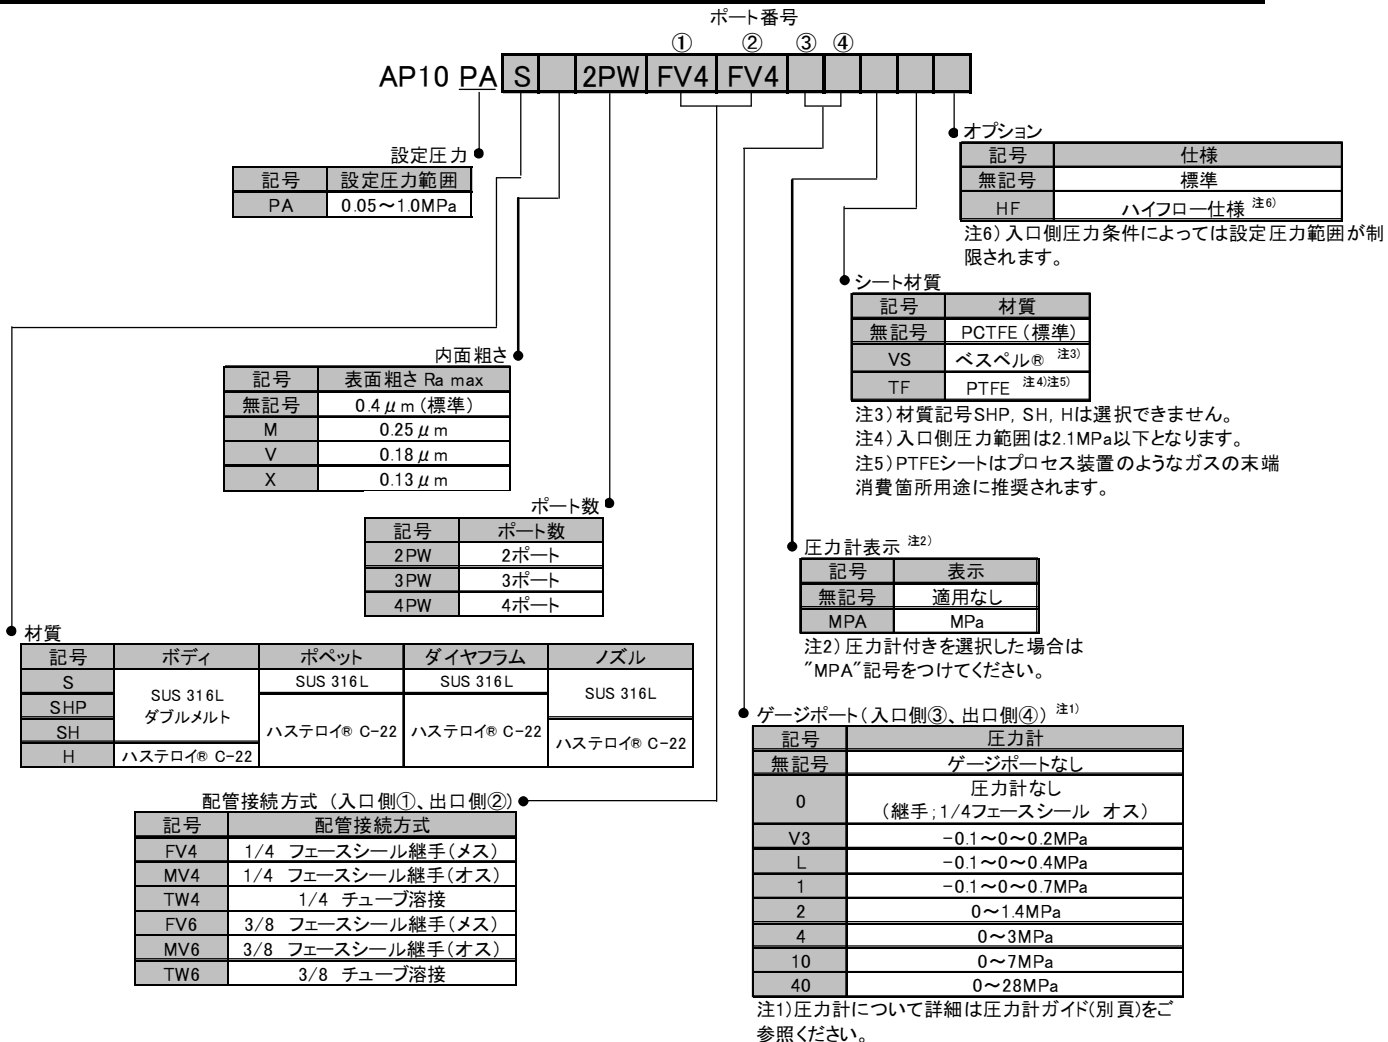 ポート番号
① ② ③ ④
AP10 PA S 2PW FV4 FV4
設定圧力
記号 設定圧力範囲
PA 0.05～1.0MPa
オプション
記号 仕様
無記号 標準
HF ハイフロー仕様 注6)
注6) 入口側圧力条件によっては設定圧力範囲が制
限されます。
シート材質
記号 材質
無記号 PCTFE (標準)
VS ベスペル® 注3)
TF PTFE 注4)注5)
注3) 材質記号SHP, SH, Hは選択できません。
注4) 入口側圧力範囲は2.1MPa以下となります。
注5) PTFEシートはプロセス装置のようなガスの末端
消費箇所用途に推奨されます。
内面粗さ
記号 表面粗さ Ra max
無記号 0.4μm (標準)
M 0.25μm
V 0.18μm
X 0.13μm
ポート数
記号 ポート数
2PW 2ポート
3PW 3ポート
4PW 4ポート
圧力計表示 注2)
記号 表示
無記号 適用なし
MPA MPa
注2) 圧力計付きを選択した場合は
"MPA"記号をつけてください。
材質
記号 ボディ ポペット ダイヤフラム ノズル
S SUS 316L ダブルメルト SUS 316L SUS 316L SUS 316L
SHP ハステロイ® C-22 ハステロイ® C-22
SH ハステロイ® C-22
H ハステロイ® C-22
ゲージポート(入口側③、出口側④) 注1)
記号 圧力計
無記号 ゲージポートなし
0 圧力計なし
(継手;1/4フェースシール オス)
V3 -0.1～0～0.2MPa
L -0.1～0～0.4MPa
1 -0.1～0～0.7MPa
2 0～1.4MPa
4 0～3MPa
10 0～7MPa
40 0～28MPa
注1)圧力計について詳細は圧力計ガイド(別頁)をご
参照ください。
配管接続方式 (入口側①、出口側②)
記号 配管接続方式
FV4 1/4 フェースシール継手(メス)
MV4 1/4 フェースシール継手(オス)
TW4 1/4 チューブ溶接
FV6 3/8 フェースシール継手(メス)
MV6 3/8 フェースシール継手(オス)
TW6 3/8 チューブ溶接